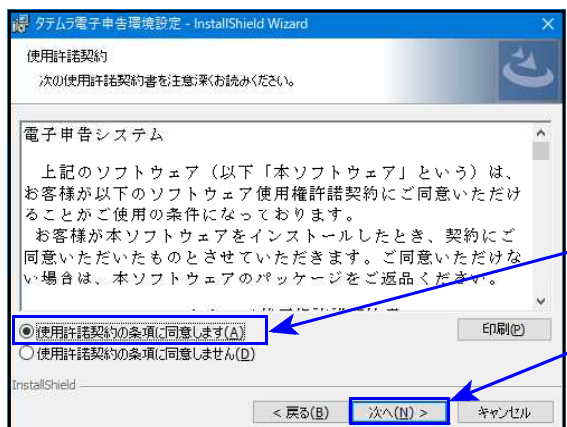 タテムラ電子申告環境設定 - InstallShield Wizard
使用許諾契約
次の使用許諾契約書を注意深くお読みください。
電子申告システム
上記のソフトウェア（以下「本ソフトウェア」という）は、
お客様が以下のソフトウェア使用権許諾契約にご同意いただけ
ることがご使用の条件になっております。
お客様が本ソフトウェアをインストールしたとき、契約にご
同意いただいたものとさせていただきます。ご同意いただけな
い場合は、本ソフトウェアのパッケージをご返品ください。
使用許諾契約の条項に同意します(A)
印刷(P)
使用許諾契約の条項に同意しません(D)
InstallShield
< 戻る(B)
次へ(N) >
キャンセル